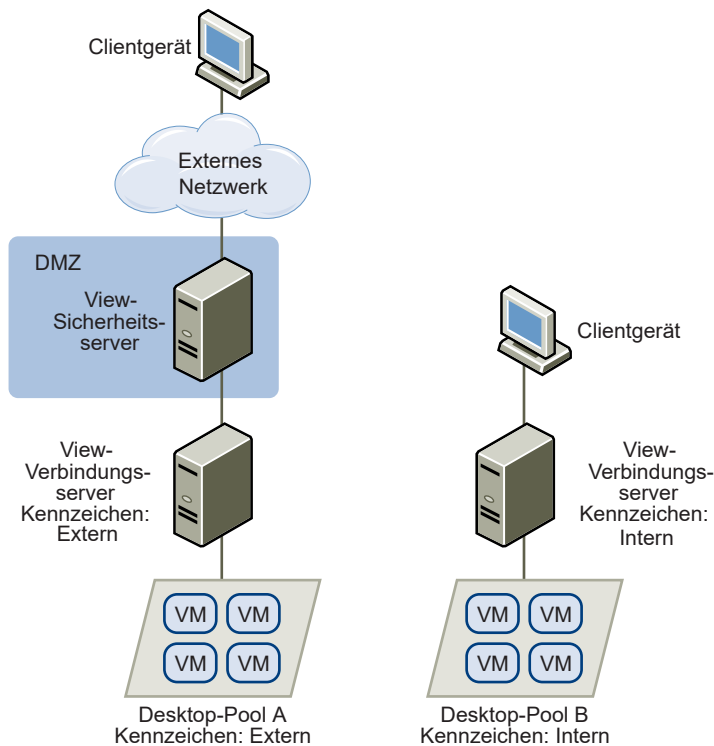 Clientgerät
Externes
Netzwerk
DMZ
View-
Sicherheits-
server
Clientgerät
View-
Verbindungs-
server
Kennzeichen:
Extern
View-
Verbindungs-
server
Kennzeichen:
Intern
VM VM
VM VM
VM VM
VM VM
Desktop-Pool A
Kennzeichen: Extern
Desktop-Pool B
Kennzeichen: Intern